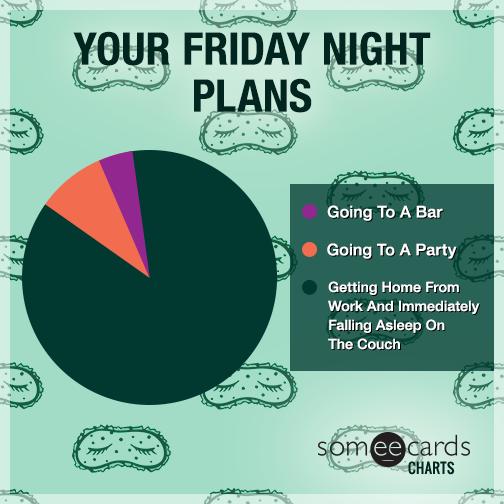 YOUR FRIDAY NIGHT
PLANS
Going To A Bar
Going To A Party
Getting Home From
Work And Immediately
Falling Asleep On
The Couch
someecards
CHARTS